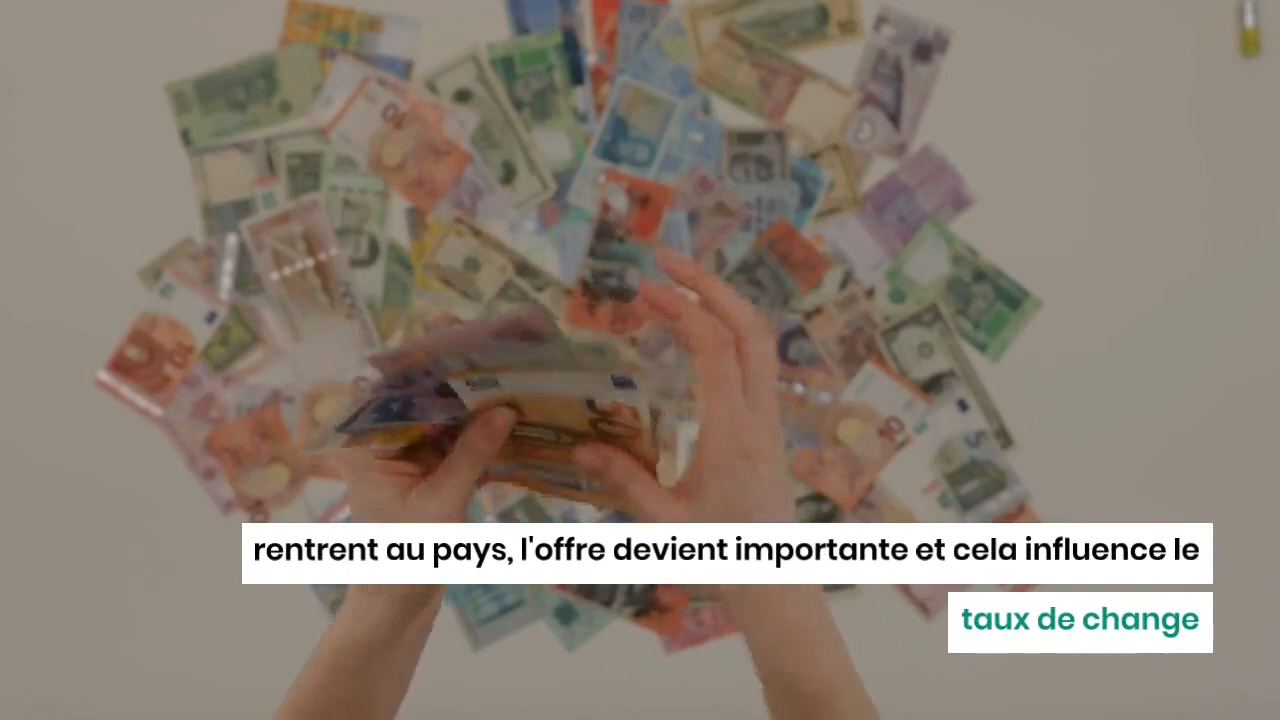 rentrent au pays, l'offre devient importante et cela influence le
taux de change